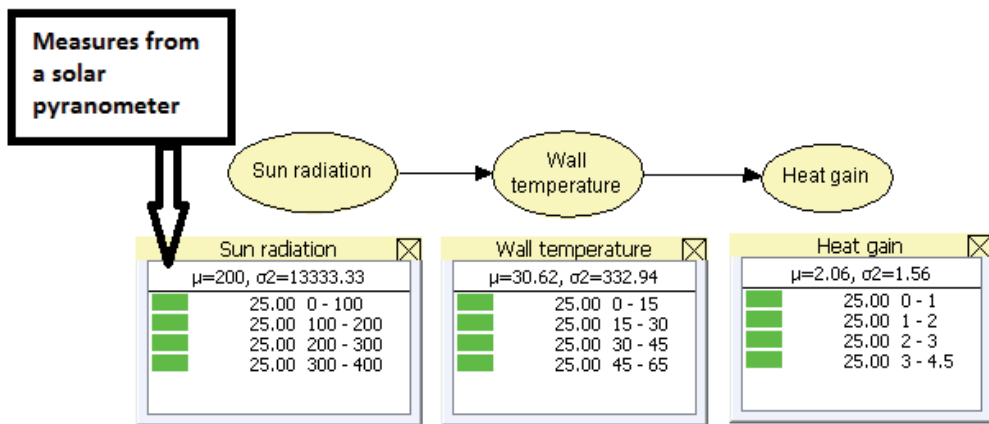 Measures from
a solar
pyranometer
Sun radiation
Wall
temperature
Heat gain
Sun radiation
μ=200, σ2=13333.33
25.00 0 - 100
25.00 100 - 200
25.00 200 - 300
25.00 300 - 400
Wall temperature
μ=30.62, σ2=332.94
25.00 0 - 15
25.00 15 - 30
25.00 30 - 45
25.00 45 - 65
Heat gain
μ=2.06, σ2=1.56
25.00 0 - 1
25.00 1 - 2
25.00 2 - 3
25.00 3 - 4.5